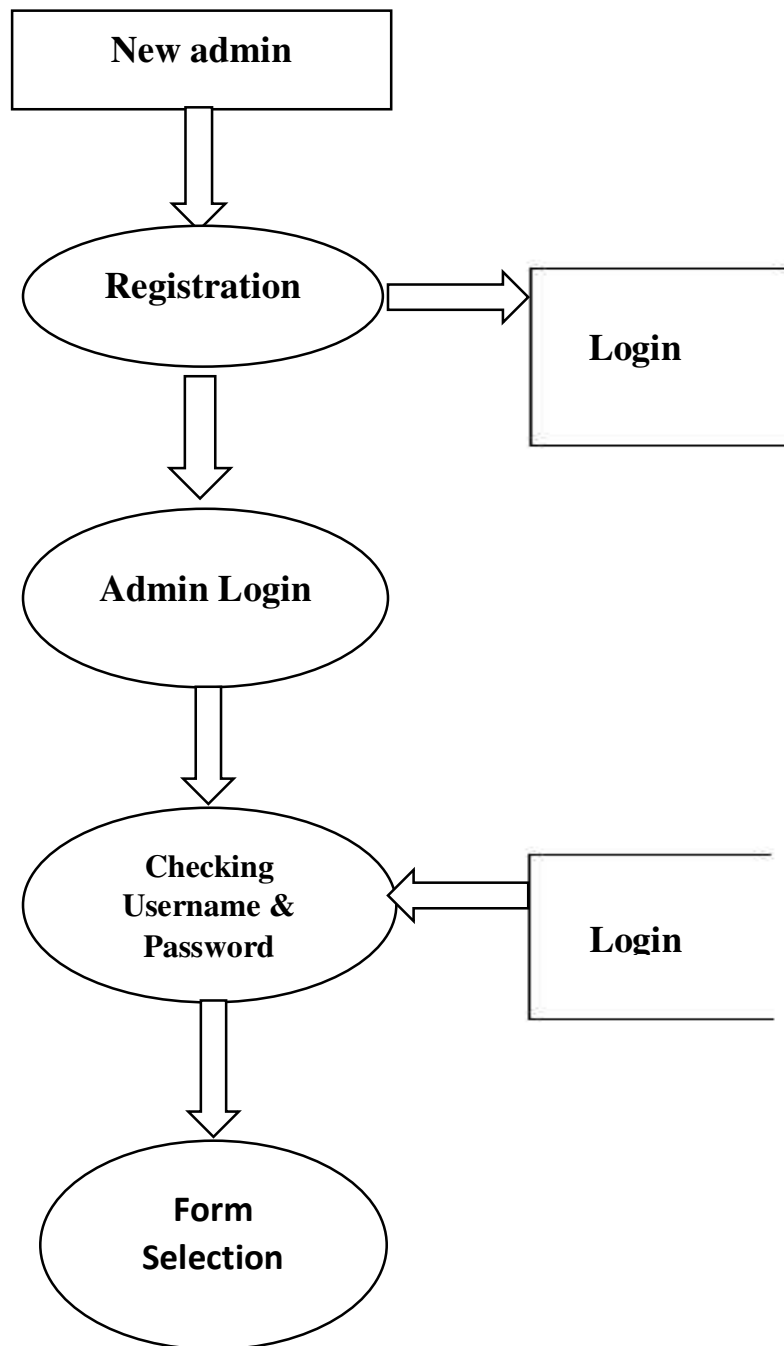 New admin
Registration
Login
Admin Login
Checking
Username &
Password
Login
Form
Selection